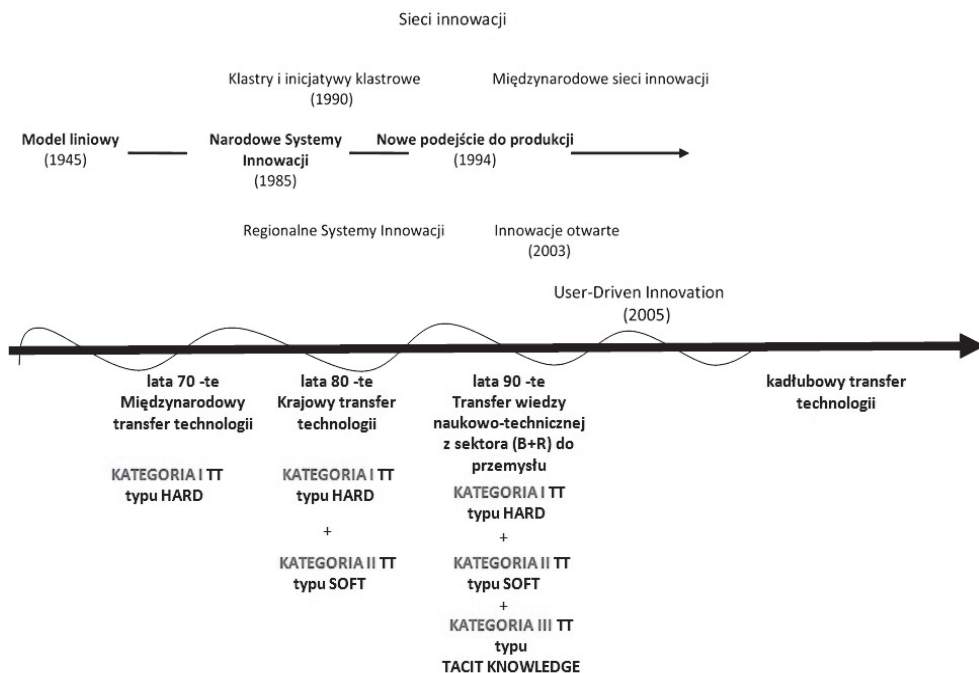 Sieci innowacji
Klastry i inicjatywy klastrowe
(1990)
Międzynarodowe sieci innowacji
Model liniowy
(1945)
Narodowe Systemy
Innowacji
(1985)
Nowe podejście do produkcji
(1994)
Regionalne Systemy Innowacji
Innowacje otwarte
(2003)
User-Driven Innovation
(2005)
lata 70 -te
Międzynarodowy
transfer technologii
KATEGORIA I TT
typu HARD
lata 80 -te
Krajowy transfer
technologii
KATEGORIA I TT
typu HARD
+
KATEGORIA II TT
typu SOFT
lata 90 -te
Transfer wiedzy
naukowo-technicznej
z sektora (B+R) do
przemysłu
KATEGORIA I TT
typu HARD
+
KATEGORIA II TT
typu SOFT
+
KATEGORIA III TT
typu
TACIT KNOWLEDGE
kadłubowy transfer
technologii